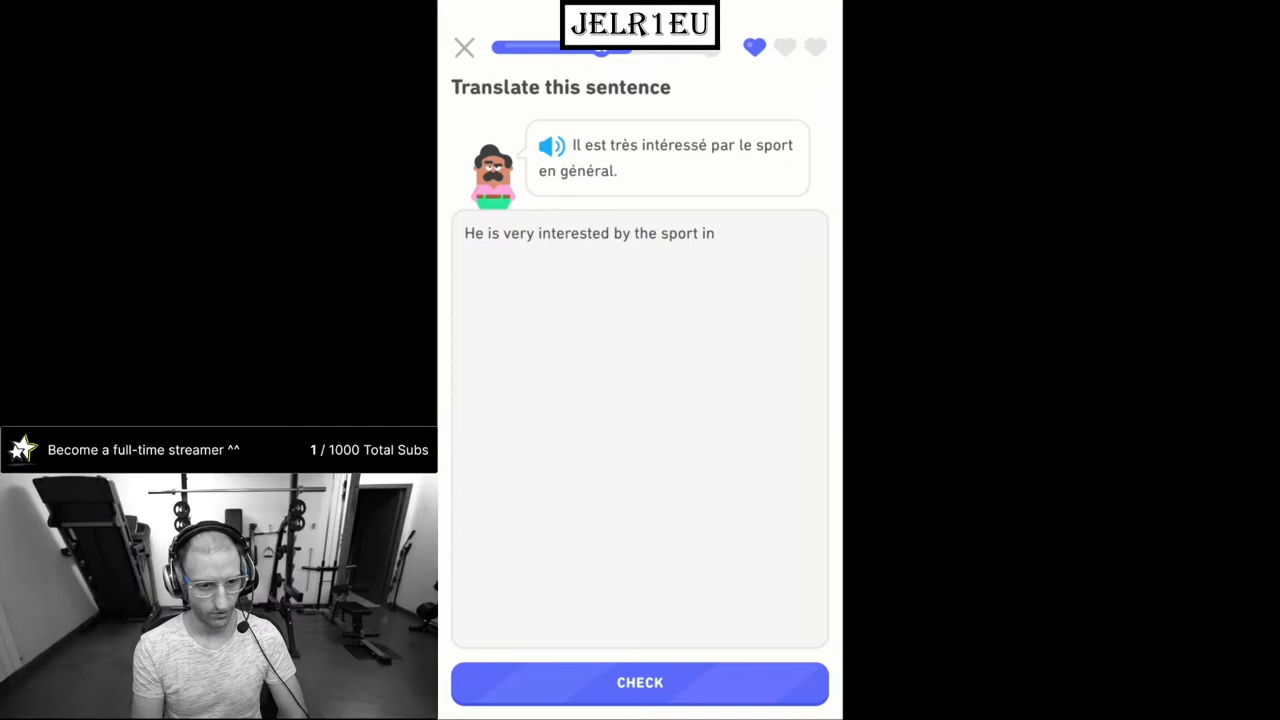 JELR1EU
Translate this sentence
Il est très intéressé par le sport
en général.
He is very interested by the sport in
Become a full-time streamer ^^ 1 / 1000 Total Subs
CHECK